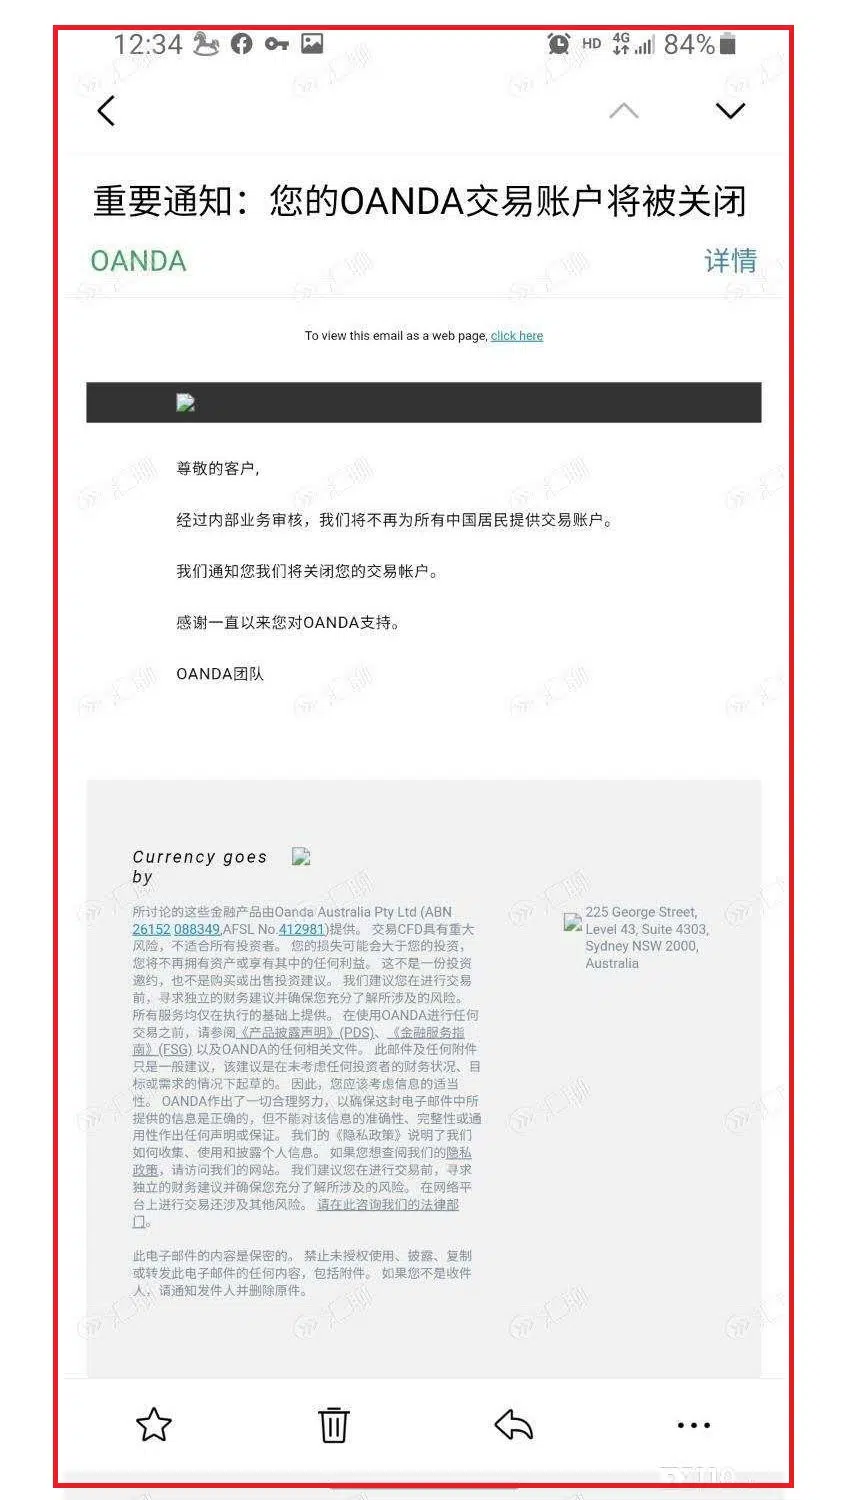 12:34 HD 4G 84%
重要通知：您的OANDA交易账户将被关闭
OANDA 详情
To view this email as a web page, click here
尊敬的客户,
经过内部业务审核，我们将不再为所有中国居民提供交易账户。
我们通知您我们将关闭您的交易帐户。
感谢一直以来您对OANDA支持。
OANDA团队
Currency goes
by
所讨论的这些金融产品由Oanda Australia Pty Ltd (ABN
26152 088349,AFSL No.412981)提供。 交易CFD具有重大
风险，不适合所有投资者。 您的损失可能会大于您的投资，
您将不再拥有资产或享有其中的任何利益。 这不是一份投资
邀约，也不是购买或出售投资建议。 我们建议您在进行交易
前，寻求独立的财务建议并确保您充分了解所涉及的风险。
所有服务均仅在执行的基础上提供。 在使用OANDA进行任何
交易之前，请参阅《产品披露声明》(PDS)、《金融服务指
南》(FSG) 以及OANDA的任何相关文件。 此邮件及任何附件
只是一般建议，该建议是在未考虑任何投资者的财务状况、目
标或需求的情况下起草的。 因此，您应该考虑信息的适当
性。 OANDA作出了一切合理努力，以确保这封电子邮件中所
提供的信息是正确的，但不能对该信息的准确性、完整性或通
用性作出任何声明或保证。 我们的《隐私政策》说明了我们
如何收集、使用和披露个人信息。 如果您想查阅我们的隐私
政策，请访问我们的网站。 我们建议您在进行交易前，寻求
独立的财务建议并确保您充分了解所涉及的风险。 在网络平
台上进行交易还涉及其他风险。 请在此咨询我们的法律部
门。
此电子邮件的内容是保密的。 禁止未授权使用、披露、复制
或转发此电子邮件的任何内容，包括附件。 如果您不是收件
人，请通知发件人并删除原件。
225 George Street,
Level 43, Suite 4303,
Sydney NSW 2000,
Australia